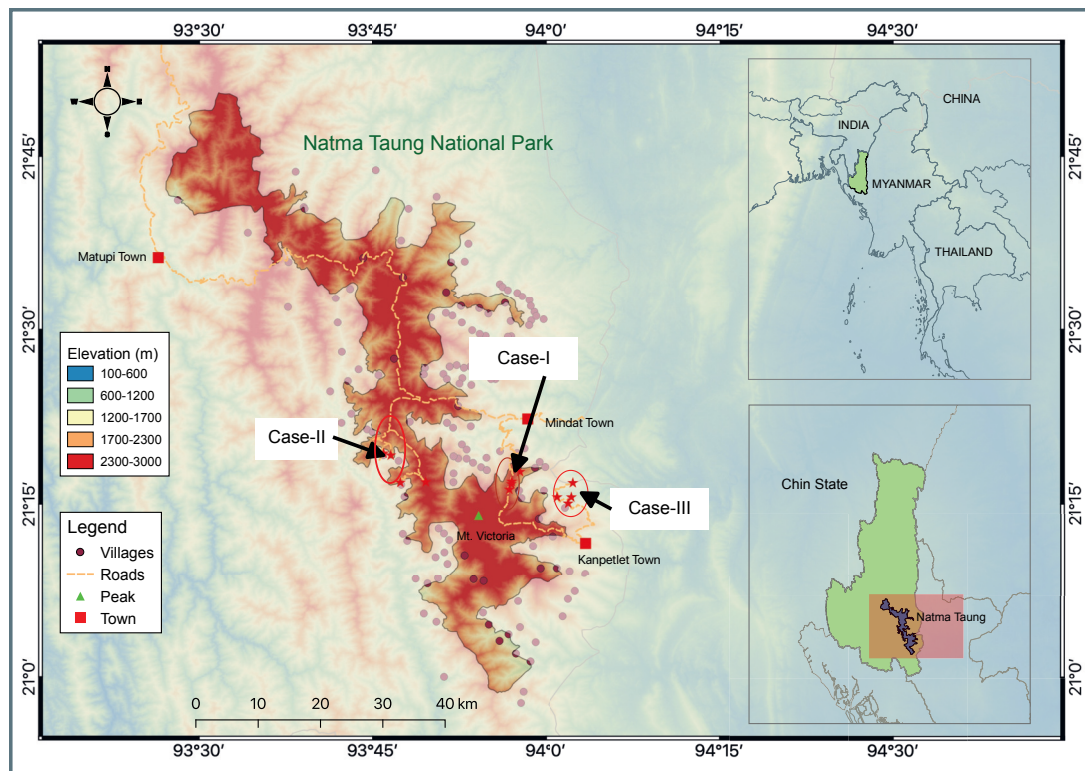 93°30′ 93°45′ 94°0′ 94°15′ 94°30′
N
W
21°45′
21°30′
21°15′
21°0′
Natma Taung National Park
Matupi Town
Elevation (m)
100-600
600-1200
1200-1700
1700-2300
2300-3000
Legend
Villages
Roads
Peak
Town
Case-I
Case-II
Case-III
Mindat Town
Mt. Victoria
Kanpetlet Town
0 10 20 30 40 km
CHINA
INDIA
MYANMAR
THAILAND
Chin State
Natma Taung
21°45′
21°30′
21°15′
21°0′
93°30′ 93°45′ 94°0′ 94°15′ 94°30′